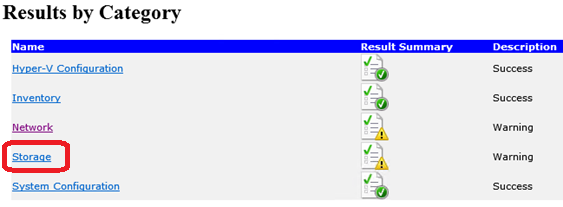 Results by Category
Name Result Summary Description
Hyper-V Configuration Success
Inventory Success
Network Warning
Storage Warning
System Configuration Success